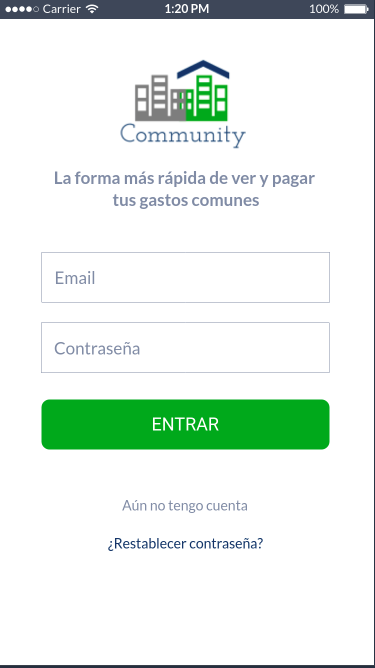 Carrier 1:20 PM 100%
Community
La forma más rápida de ver y pagar
tus gastos comunes
Email
Contraseña
ENTRAR
Aún no tengo cuenta
¿Restablecer contraseña?